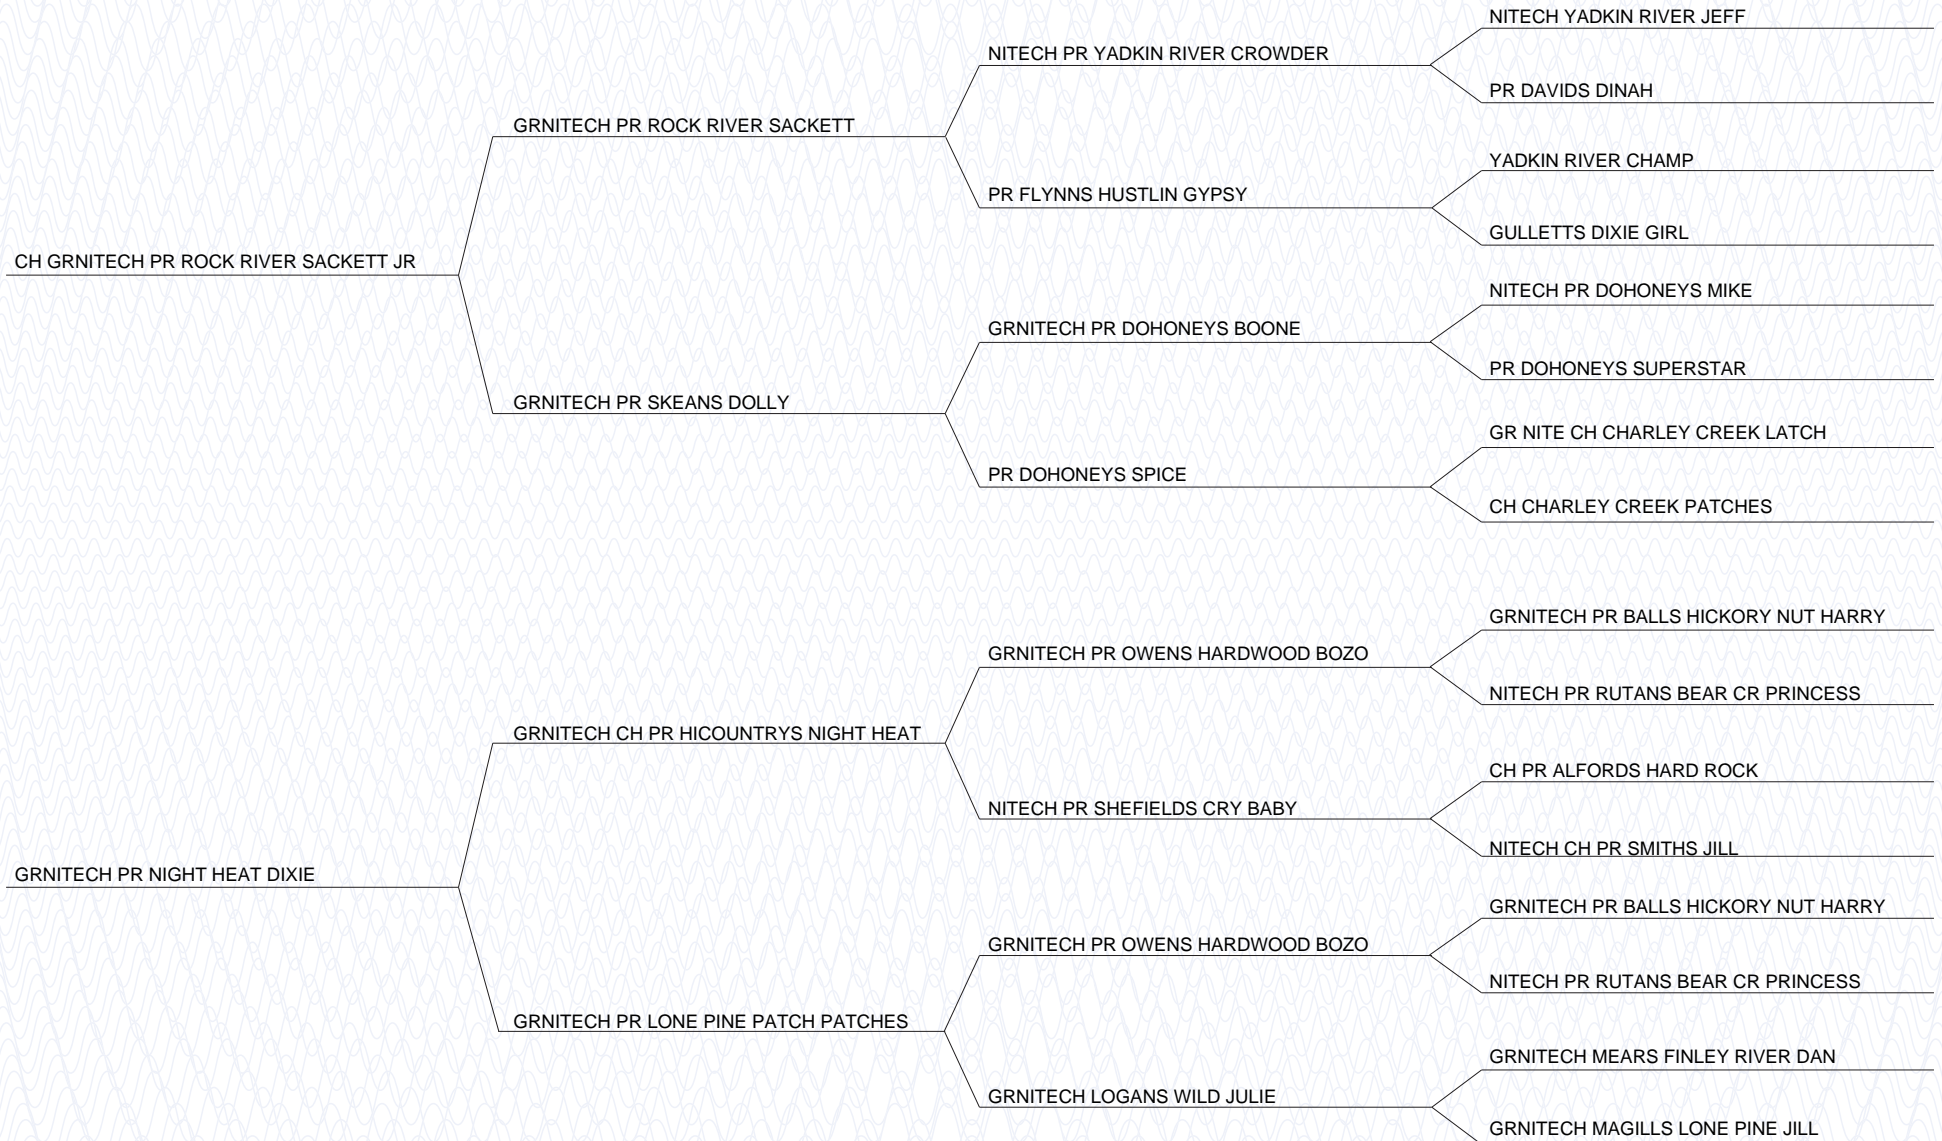 NITECH YADKIN RIVER JEFF
NITECH PR YADKIN RIVER CROWDER
PR DAVIDS DINAH
GRNITECH PR ROCK RIVER SACKETT
YADKIN RIVER CHAMP
PR FLYNNS HUSTLIN GYPSY
GULLETTS DIXIE GIRL
CH GRNITECH PR ROCK RIVER SACKETT JR
NITECH PR DOHONEYS MIKE
GRNITECH PR DOHONEYS BOONE
PR DOHONEYS SUPERSTAR
GRNITECH PR SKEANS DOLLY
GR NITE CH CHARLEY CREEK LATCH
PR DOHONEYS SPICE
CH CHARLEY CREEK PATCHES
GRNITECH PR BALLS HICKORY NUT HARRY
GRNITECH PR OWENS HARDWOOD BOZO
NITECH PR RUTANS BEAR CR PRINCESS
GRNITECH CH PR HICOUNTRYS NIGHT HEAT
CH PR ALFORDS HARD ROCK
NITECH PR SHEFIELDS CRY BABY
NITECH CH PR SMITHS JILL
GRNITECH PR NIGHT HEAT DIXIE
GRNITECH PR BALLS HICKORY NUT HARRY
GRNITECH PR OWENS HARDWOOD BOZO
NITECH PR RUTANS BEAR CR PRINCESS
GRNITECH PR LONE PINE PATCH PATCHES
GRNITECH MEARS FINLEY RIVER DAN
GRNITECH LOGANS WILD JULIE
GRNITECH MAGILLS LONE PINE JILL